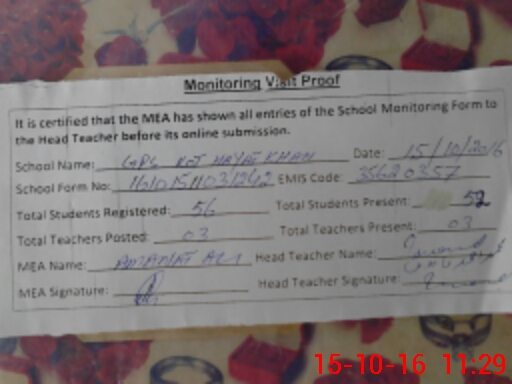 Monitoring Visit Proof
It is certified that the MEA has shown all entries of the School Monitoring Form to
the Head Teacher before its online submission.
School Name: GPS KOT HAYAT KHAN Date: 15/10/2016
School Form No: EMIS Code: 35620357
Total Students Registered: 56 Total Students Present: 52
Total Teachers Posted: 03 Total Teachers Present: 03
MEA Name: ALI Head Teacher Name:
MEA Signature: Head Teacher Signature:
15-10-16 11:29